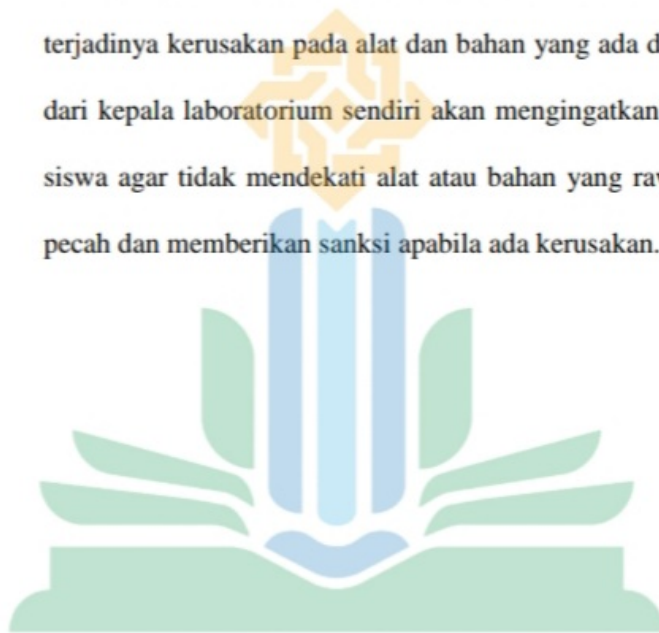 terjadinya kerusakan pada alat dan bahan yang ada d
dari kepala laboratorium sendiri akan mengingatkan
siswa agar tidak mendekati alat atau bahan yang
pecah dan memberikan sanksi apabila ada kerusakan.